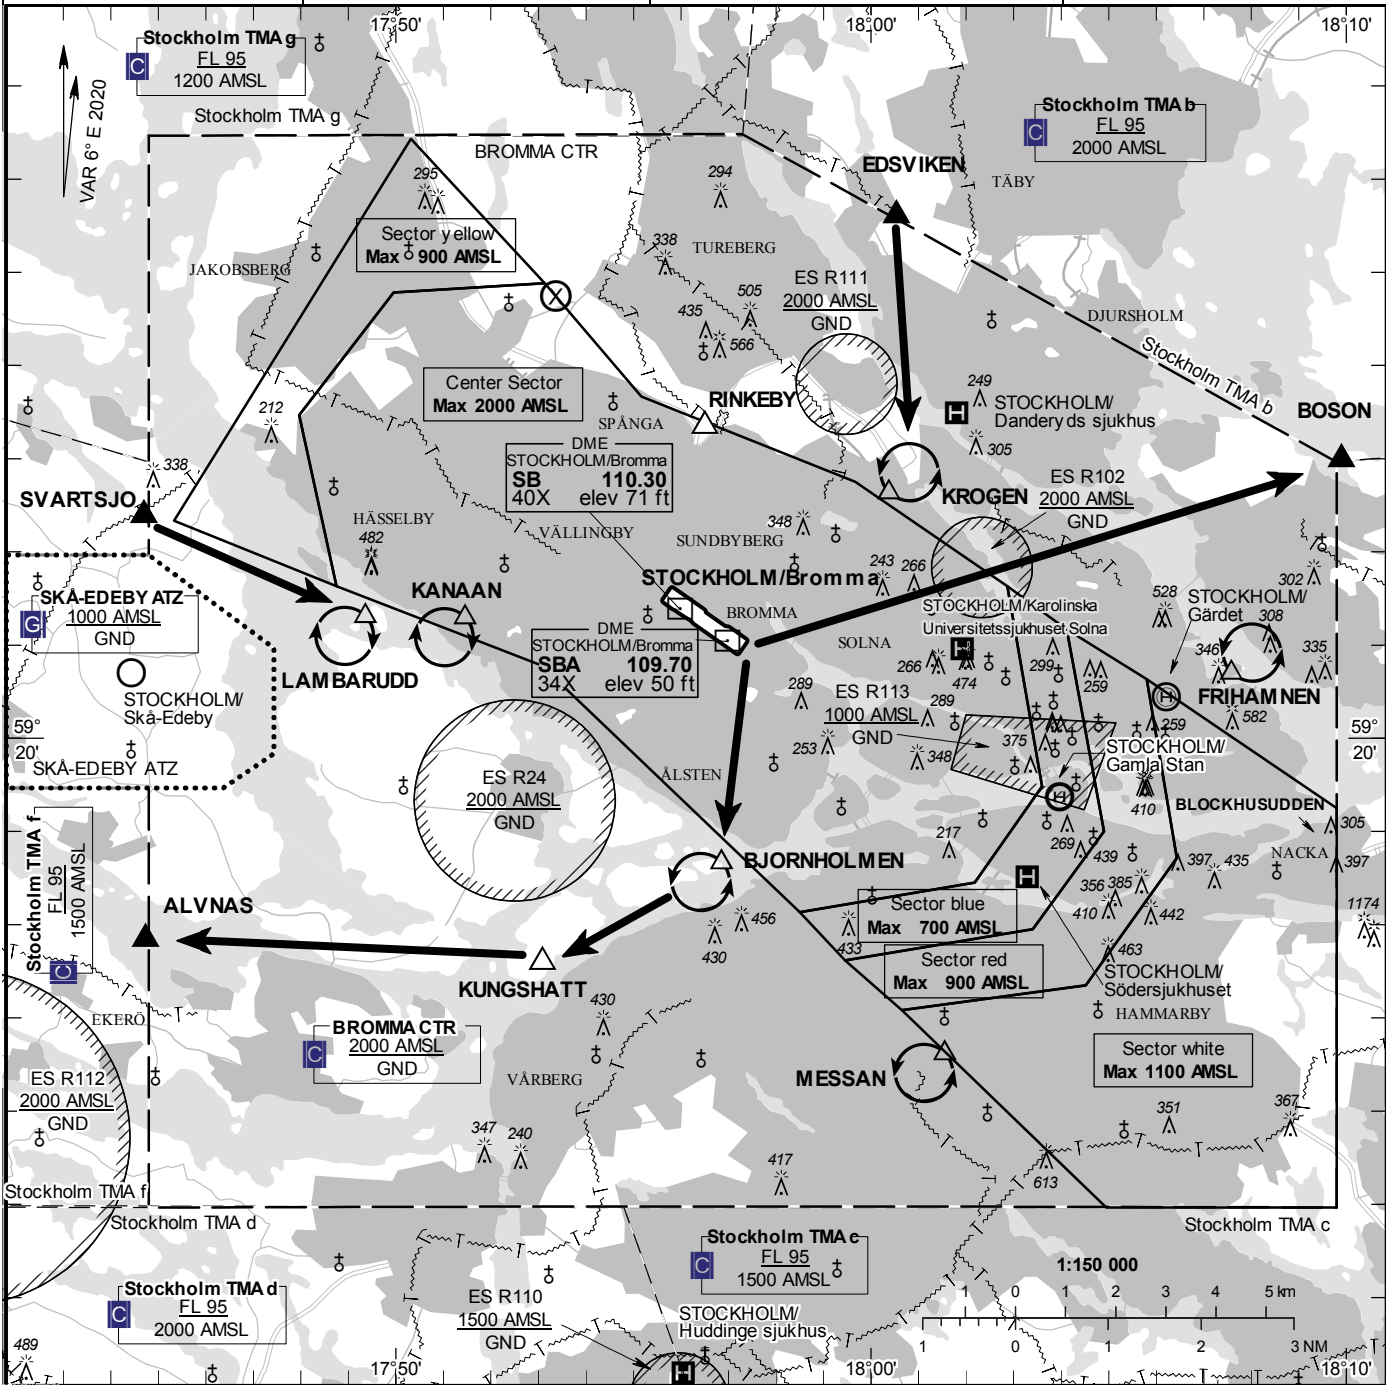 17°50'
18°00'
18°10'
Stockholm TMA g
C
FL 95
1200 AMSL
VAR 6° E 2020
Stockholm TMA g
BROMMA CTR
Stockholm TMA b
C
FL 95
2000 AMSL
EDSVIKEN
TÄBY
295
294
Sector yellow
Max 900 AMSL
338
TUREBERG
JAKOBSBERG
ES R111
2000 AMSL
GND
505
435
566
X
DJURSHOLM
Stockholm TMA b
Center Sector
Max 2000 AMSL
RINKEBY
249
H
STOCKHOLM/
Danderyds sjukhus
BOSON
212
SPÅNGA
305
DME
STOCKHOLM/Bromma
SB 110.30
40X elev 71 ft
338
SVARTSJO
KROGEN
ES R102
2000 AMSL
GND
HÄSSELBY
482
VÄLLINGBY
348
SUNDBYBERG
KANAAN
STOCKHOLM/Bromma
243
266
528
302
SKÅ-EDEBY ATZ
G
1000 AMSL
GND
BROMMA
STOCKHOLM/Karolinska
Universitetssjukhuset Solna
STOCKHOLM/
Gärdet
308
DME
STOCKHOLM/Bromma
SBA 109.70
34X elev 50 ft
SOLNA
H
266
474
299
259
346
335
LAMBARUDD
FRIHAMNEN
STOCKHOLM/
Skå-Edeby
289
ES R113
1000 AMSL
GND
289
H
259
582
59°
20'
59°
20'
253
348
375
STOCKHOLM/
Gamla Stan
SKÅ-EDEBY ATZ
ÅLSTEN
ES R24
2000 AMSL
GND
H
410
BLOCKHUSUDDEN
305
Stockholm TMA f
FL 95
1500 AMSL
C
217
269
439
NACKA
BJORNHOLMEN
397
435
397
H
356
385
ALVNAS
Sector blue
Max 700 AMSL
456
430
433
410
442
1174
463
Sector red
Max 900 AMSL
STOCKHOLM/
Södersjukhuset
KUNGSHATT
430
EKERÖ
HAMMARBY
BROMMA CTR
C
2000 AMSL
GND
Sector white
Max 1100 AMSL
ES R112
2000 AMSL
GND
VÅRBERG
MESSAN
351
367
347
240
417
613
Stockholm TMA f
Stockholm TMA d
Stockholm TMA c
Stockholm TMA c
C
FL 95
1500 AMSL
1:150 000
Stockholm TMA d
C
FL 95
2000 AMSL
ES R110
1500 AMSL
GND
1 0 1 2 3 4 5 km
STOCKHOLM/
Huddinge sjukhus
1 0 1 2 3 NM
489
H
17°50'
18°00'
18°10'